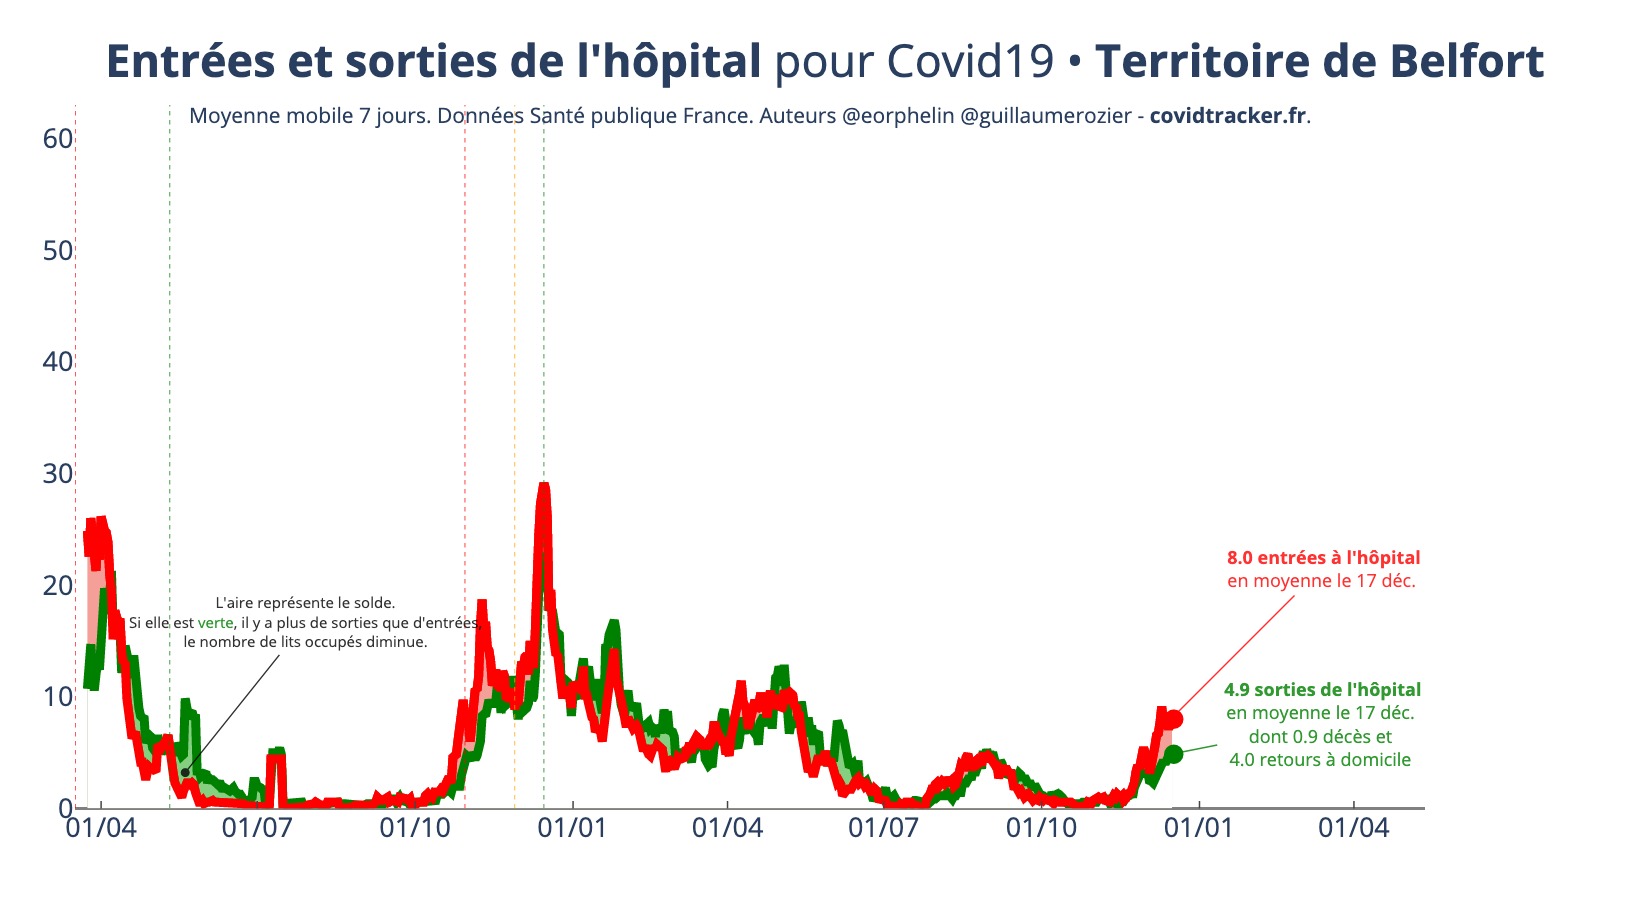 Entrées et sorties de l'hôpital pour Covid19 • Territoire de Belfort
Moyenne mobile 7 jours. Données Santé publique France. Auteurs @eorphelin @guillaumerozier - covidtracker.fr.
60
50
40
30
20
10
0
8.0 entrées à l'hôpital
en moyenne le 17 déc.
L'aire représente le solde.
Si elle est verte, il y a plus de sorties que d'entrées,
le nombre de lits occupés diminue.
4.9 sorties de l'hôpital
en moyenne le 17 déc.
dont 0.9 décès et
4.0 retours à domicile
01/04 01/07 01/10 01/01 01/04 01/07 01/10 01/01 01/04